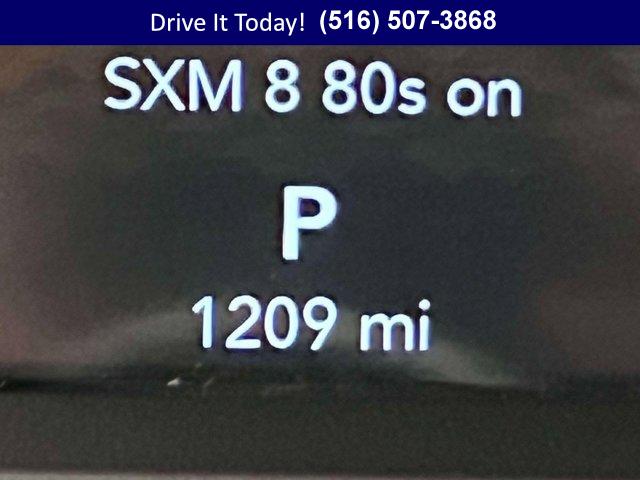 Drive It Today! (516) 507-3868
SXM 8 80s on
P
1209 mi